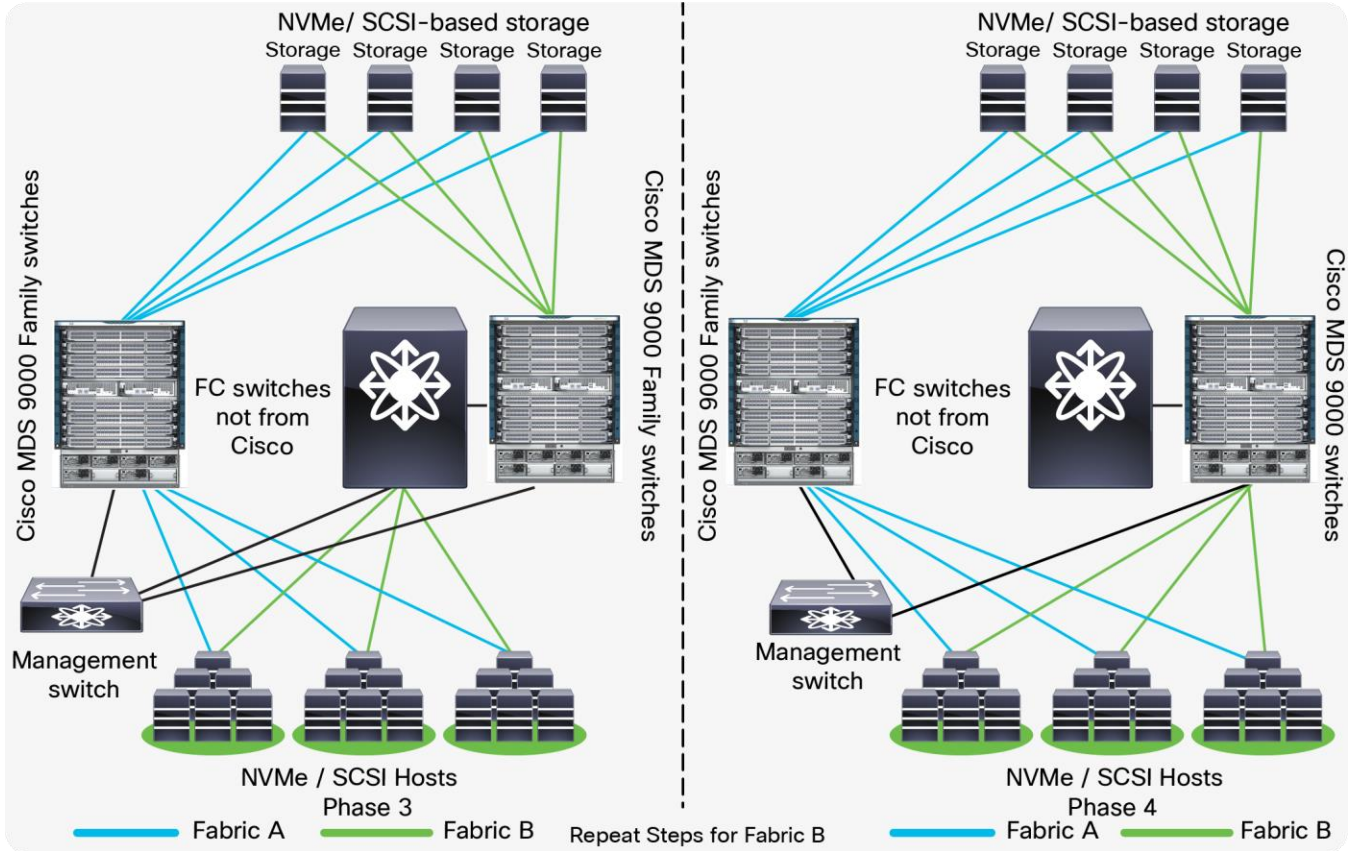 NVMe/ SCSI-based storage
Storage Storage Storage Storage
Cisco MDS 9000 Family switches
FC switches
not from
Cisco
Cisco MDS 9000 Family switches
Management
switch
NVMe / SCSI Hosts
Phase 3
Fabric A
Fabric B
NVMe/ SCSI-based storage
Storage Storage Storage Storage
Cisco MDS 9000 Family switches
FC switches
not from
Cisco
Cisco MDS 9000 switches
Management
switch
NVMe / SCSI Hosts
Phase 4
Repeat Steps for Fabric B
Fabric A
Fabric B